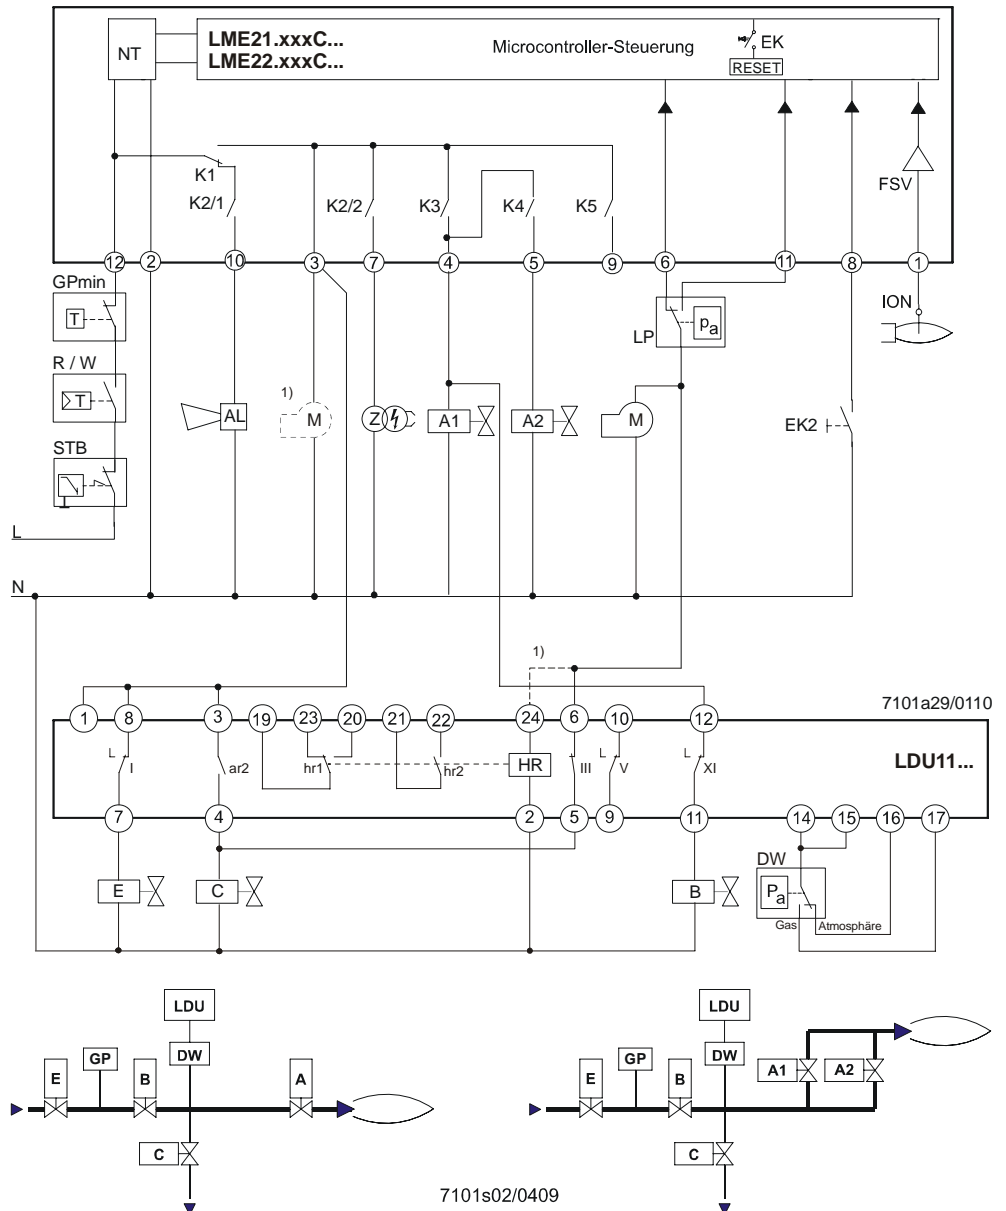 NT
LME21.xxxC...
LME22.xxxC...
Microcontroller-Steuerung
EK
RESET
K1
K2/1
K2/2
K3
K4
K5
FSV
12
2
10
3
7
4
5
9
6
11
8
1
GPmin
T
R / W
T
STB
L
N
AL
1)
M
Z
A1
A2
LP
pa
M
ION
EK2
1)
7101a29/0110
1
8
3
19
23
20
21
22
24
6
10
12
L
I
ar2
hr1
hr2
HR
III
L
V
L
XI
LDU11...
7
4
2
5
9
11
14
15
16
17
E
C
B
DW
Pa
Gas
Atmosphäre
LDU
DW
GP
E
B
A
C
LDU
DW
GP
E
B
A1
A2
C
7101s02/0409